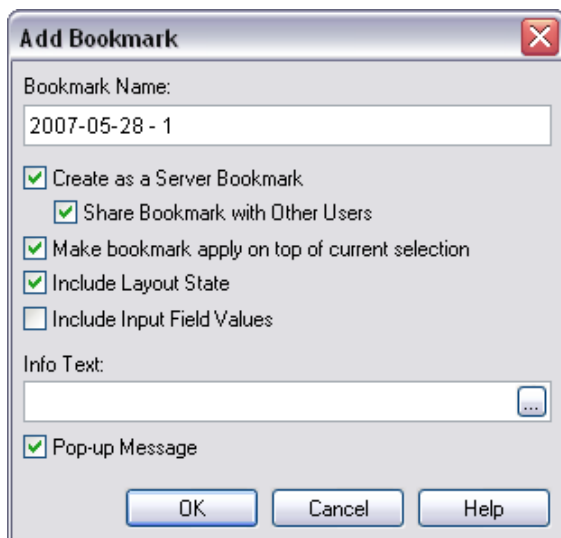 Add Bookmark
Bookmark Name:
2007-05-28 - 1
Create as a Server Bookmark
Share Bookmark with Other Users
Make bookmark apply on top of current selection
Include Layout State
Include Input Field Values
Info Text:
...
Pop-up Message
OK Cancel Help